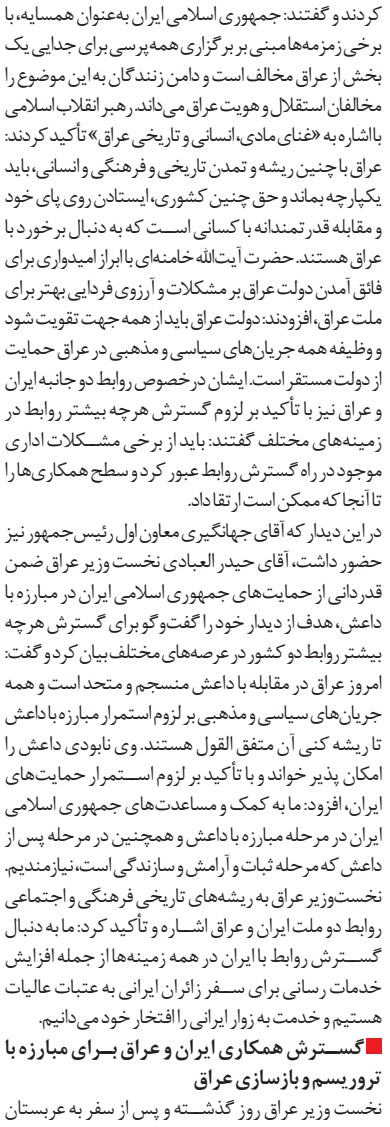 کردند و گفتند: جمهوری اسلامی ایران به‌عنوان همسایه، با
برخی زمزمه‌ها مبنی بر برگزاری همه‌پرسی برای جدایی یک
بخش از عراق مخالف است و دامن زنندگان به این موضوع را
مخالفان استقلال و هویت عراق می‌داند. رهبر انقلاب اسلامی
بااشاره به «غنای مادی، انسانی و تاریخی عراق» تأکید کردند:
عراق با چنین ریشه و تمدن تاریخی و فرهنگی و انسانی، باید
یکپارچه بماند و حق چنین کشوری، ایستادن روی پای خود
و مقابله قدرتمندانه با کسانی است که به دنبال برخورد با
عراق هستند. حضرت آیت‌الله خامنه‌ای باابراز امیدواری برای
فائق آمدن دولت عراق بر مشکلات و آرزوی فردایی بهتر برای
ملت عراق، افزودند: دولت عراق باید از همه جهت تقویت شود
و وظیفه همه جریان‌های سیاسی و مذهبی در عراق حمایت
از دولت مستقر است. ایشان درخصوص روابط دو جانبه ایران
و عراق نیز با تأکید بر لزوم گسترش هرچه بیشتر روابط در
زمینه‌های مختلف گفتند: باید از برخی مشکلات اداری
موجود در راه گسترش روابط عبور کرد و سطح همکاری‌ها را
تا آنجا که ممکن است ارتقا داد.
در این دیدار که آقای جهانگیری معاون اول رئیس‌جمهور نیز
حضور داشت، آقای حیدر العبادی نخست وزیر عراق ضمن
قدردانی از حمایت‌های جمهوری اسلامی ایران در مبارزه با
داعش، هدف از دیدار خود را گفت‌وگو برای گسترش هرچه
بیشتر روابط دو کشور در عرصه‌های مختلف بیان کرد و گفت:
امروز عراق در مقابله با داعش منسجم و متحد است و همه
جریان‌های سیاسی و مذهبی بر لزوم استمرار مبارزه با داعش
تا ریشه کنی آن متفق القول هستند. وی نابودی داعش را
امکان پذیر خواند و با تأکید بر لزوم استمرار حمایت‌های
ایران، افزود: ما به کمک و مساعدت‌های جمهوری اسلامی
ایران در مرحله مبارزه با داعش و همچنین در مرحله پس از
داعش که مرحله ثبات و آرامش و سازندگی است، نیازمندیم.
نخست‌وزیر عراق به ریشه‌های تاریخی فرهنگی و اجتماعی
روابط دو ملت ایران و عراق اشاره و تأکید کرد: ما به دنبال
گسترش روابط با ایران در همه زمینه‌ها از جمله افزایش
خدمات رسانی برای سفر زائران ایرانی به عتبات عالیات
هستیم و خدمت به زوار ایرانی را افتخار خود می‌دانیم.
گسترش همکاری ایران و عراق برای مبارزه با
تروریسم و بازسازی عراق
نخست وزیر عراق روز گذشته و پس از سفر به عربستان